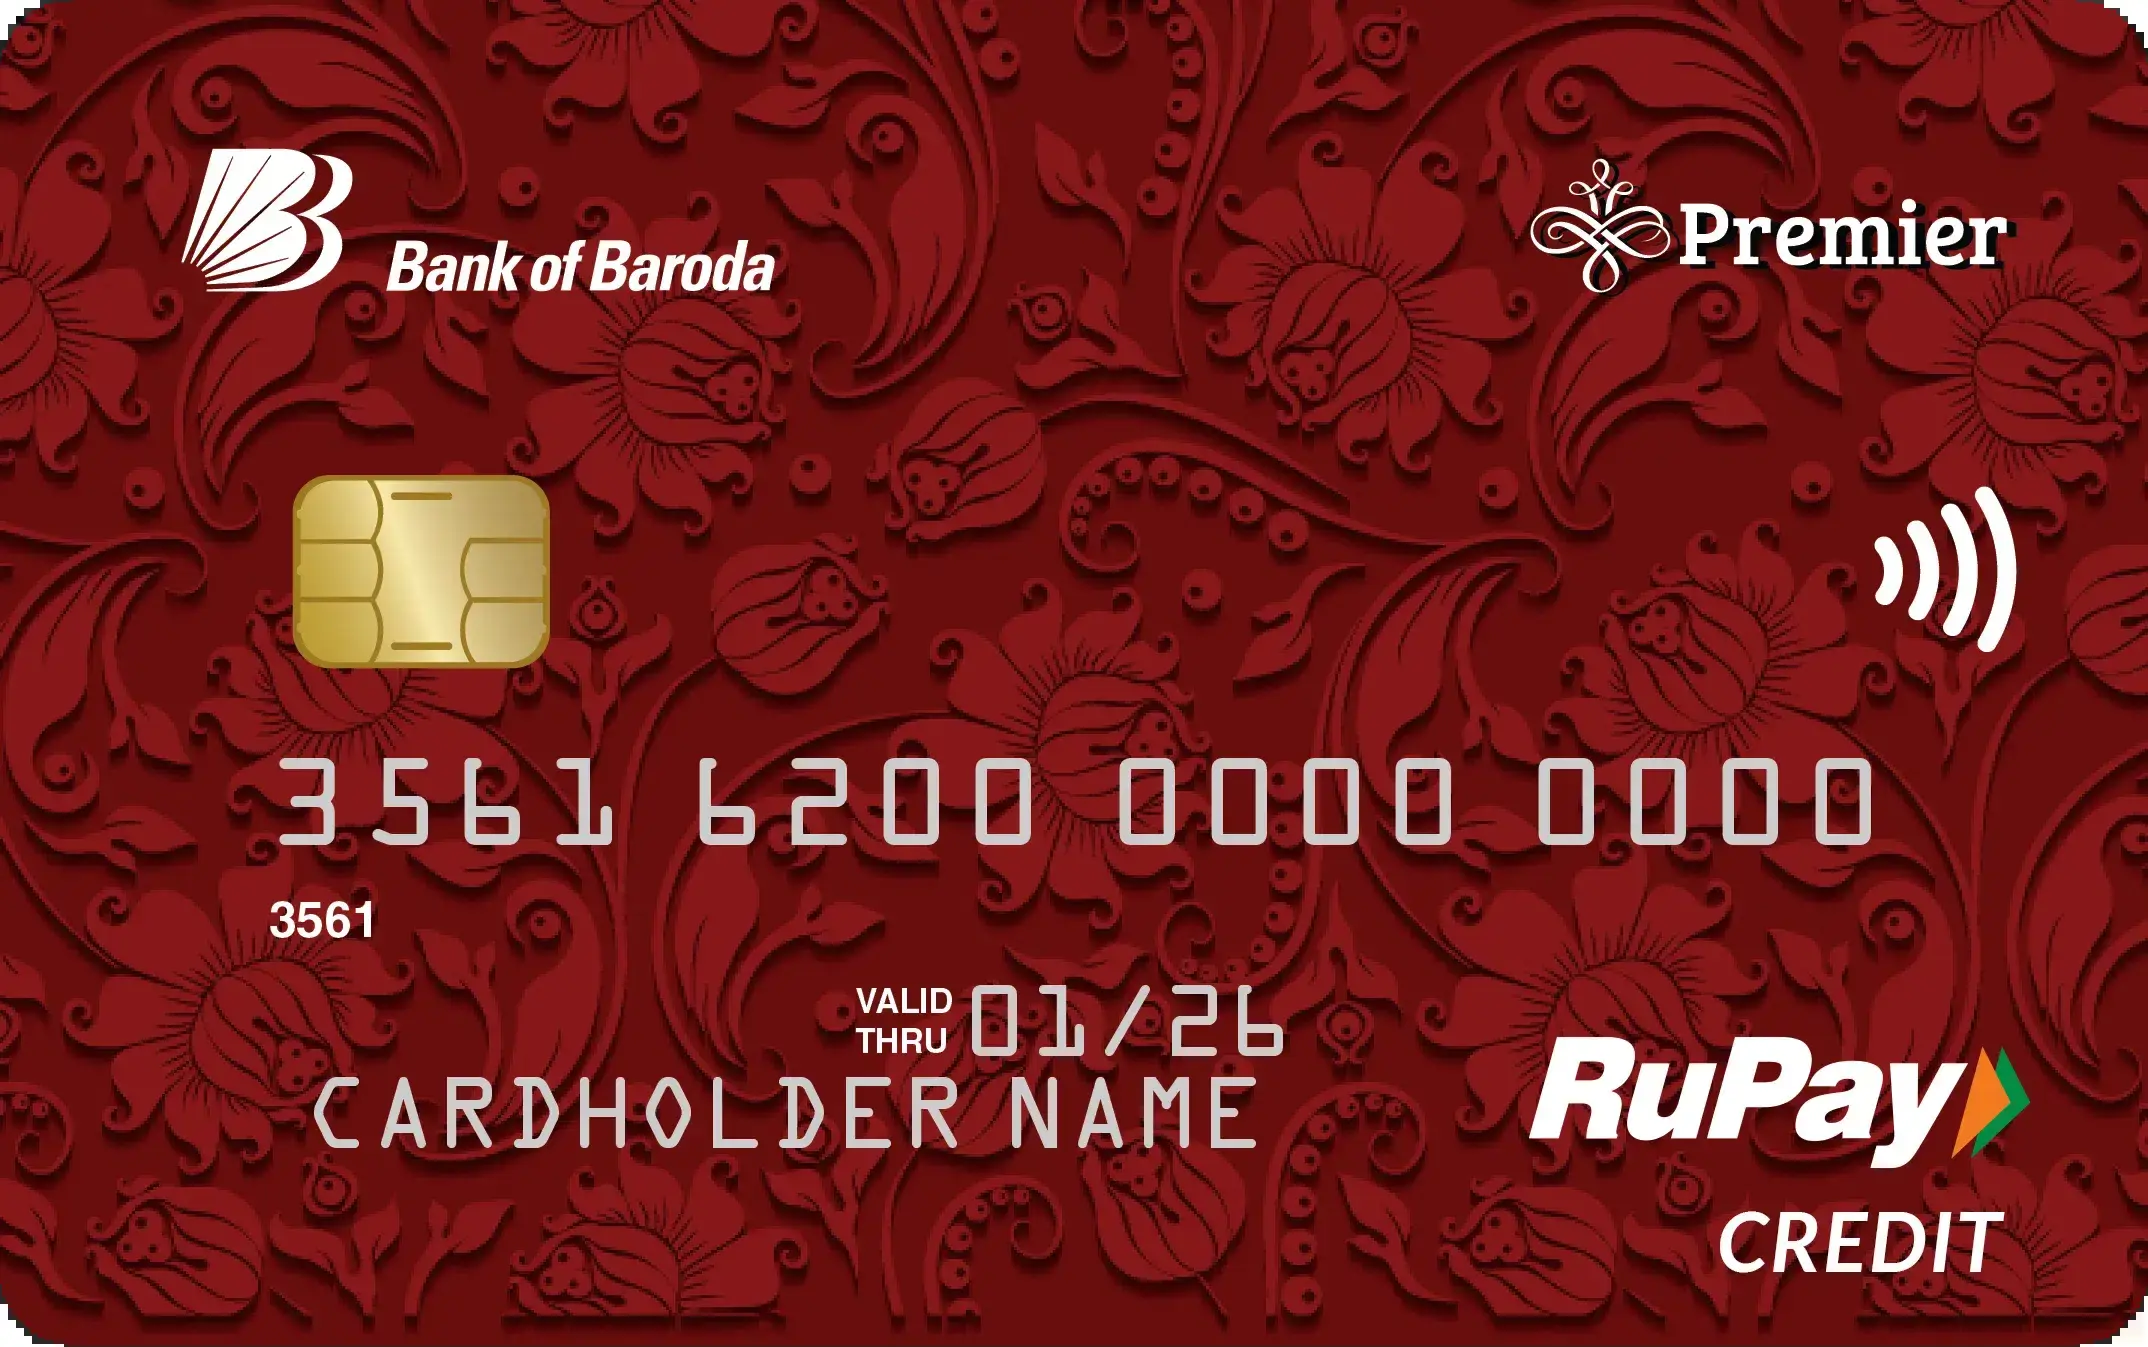 Bank of Baroda
Premier
3561 6200 0000 0000
3561
VALID
THRU 01/26
CARDHOLDER NAME
RuPay
CREDIT